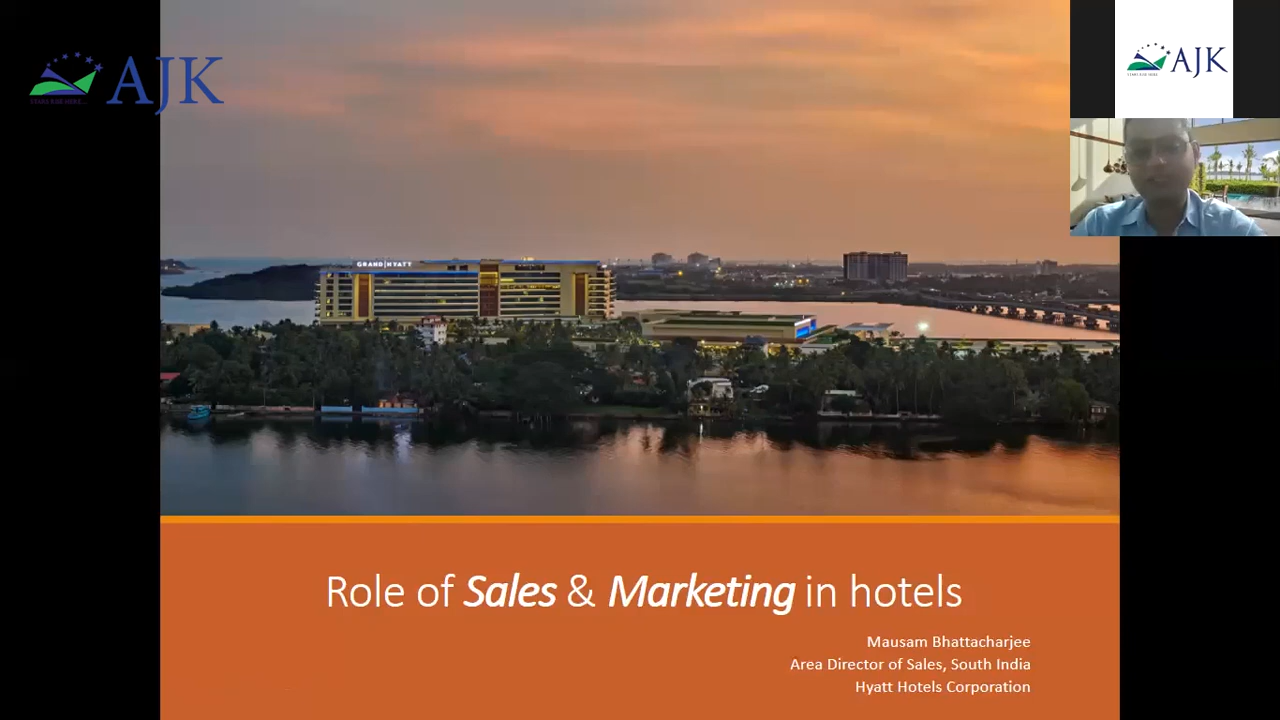 AJK
AJK
GRAND HYATT
Role of Sales & Marketing in hotels
Mausam Bhattacharjee
Area Director of Sales, South India
Hyatt Hotels Corporation